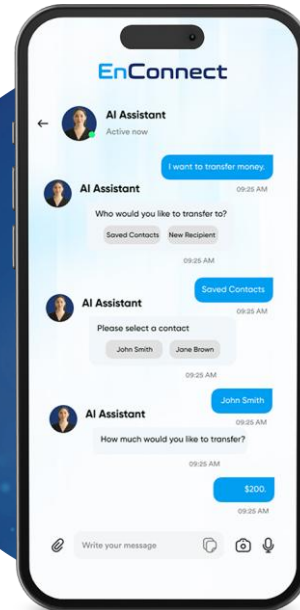 EnConnect
AI Assistant
Active now
I want to transfer money.
09:25 AM
AI Assistant
Who would you like to transfer to?
Saved Contacts New Recipient
09:25 AM
Saved Contacts
09:25 AM
AI Assistant
Please select a contact
John Smith Jane Brown
09:25 AM
John Smith
09:25 AM
AI Assistant
How much would you like to transfer?
09:25 AM
$200.
09:25 AM
Write your message